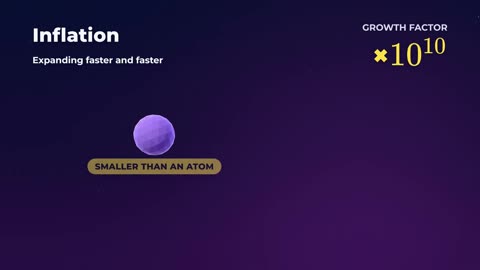 Inflation
Expanding faster and faster
GROWTH FACTOR
×10¹⁰
SMALLER THAN AN ATOM